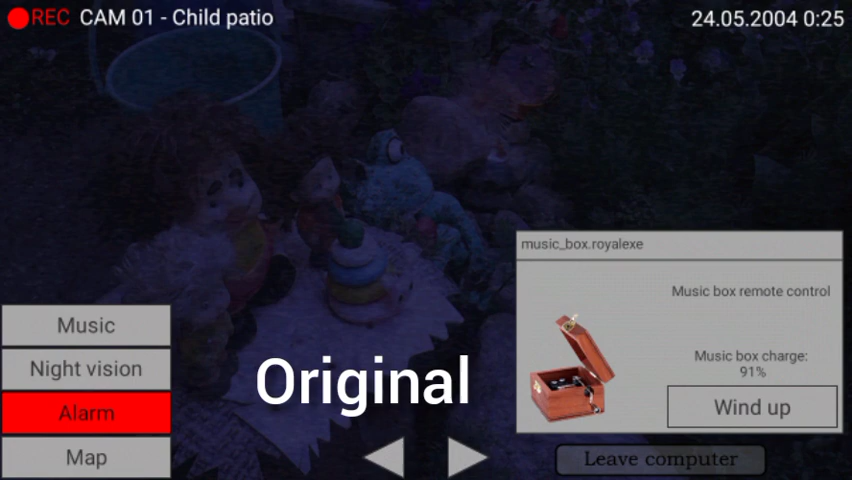 REC CAM 01 - Child patio
24.05.2004 0:25
music_box.royalexe
Music box remote control
Music box charge:
91%
Wind up
Music
Night vision
Alarm
Map
Original
Leave computer